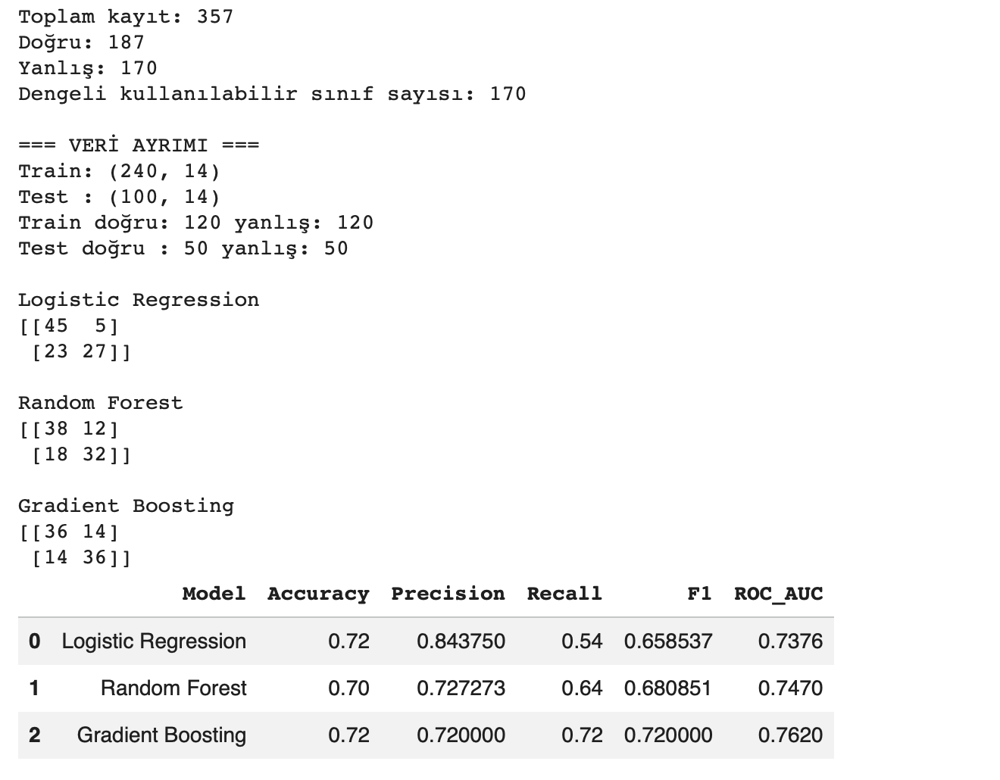 Toplam kayıt: 357
Doğru: 187
Yanlış: 170
Dengeli kullanılabilir sınıf sayısı: 170
=== VERİ AYRIMI ===
Train: (240, 14)
Test : (100, 14)
Train doğru: 120 yanlış: 120
Test doğru : 50 yanlış: 50
Logistic Regression
[[45  5]
 [23 27]]
Random Forest
[[38 12]
 [18 32]]
Gradient Boosting
[[36 14]
 [14 36]]
Model Accuracy Precision Recall F1 ROC_AUC
0 Logistic Regression 0.72 0.843750 0.54 0.658537 0.7376
1 Random Forest 0.70 0.727273 0.64 0.680851 0.7470
2 Gradient Boosting 0.72 0.720000 0.72 0.720000 0.7620